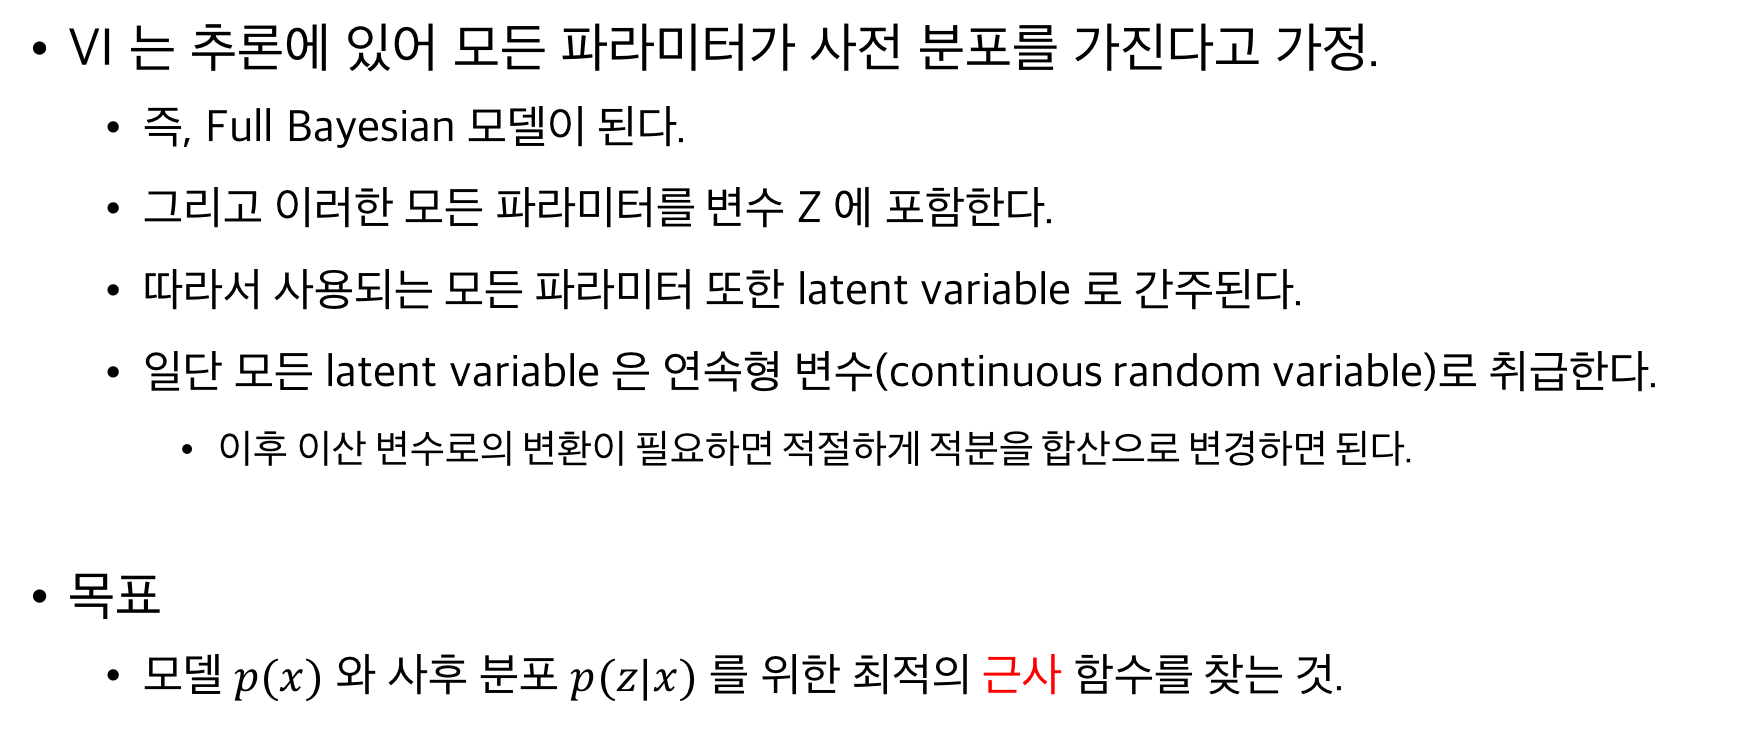 • VI 는 추론에 있어 모든 파라미터가 사전 분포를 가진다고 가정.
• 즉, Full Bayesian 모델이 된다.
• 그리고 이러한 모든 파라미터를 변수 Z 에 포함한다.
• 따라서 사용되는 모든 파라미터 또한 latent variable 로 간주된다.
• 일단 모든 latent variable 은 연속형 변수(continuous random variable)로 취급한다.
• 이후 이산 변수로의 변환이 필요하면 적절하게 적분을 합산으로 변경하면 된다.
• 목표
• 모델 p(x) 와 사후 분포 p(z|x) 를 위한 최적의 근사 함수를 찾는 것.